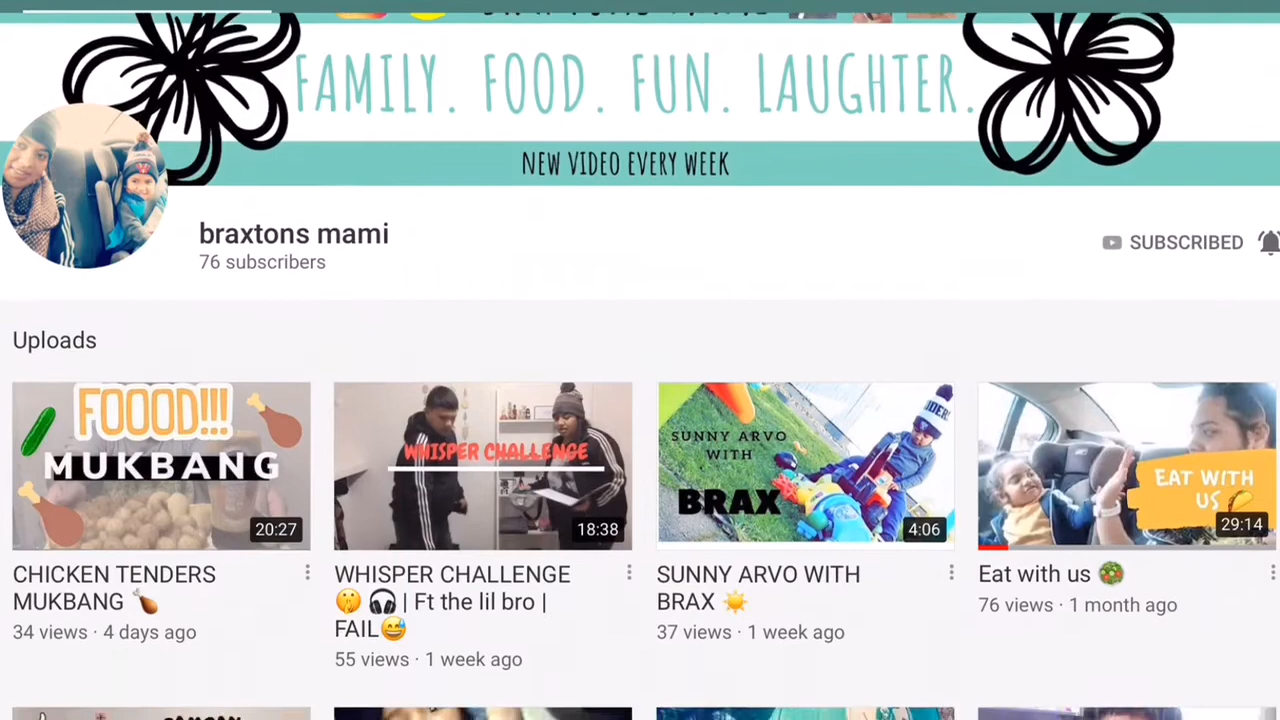 FAMILY. FOOD. FUN. LAUGHTER.
NEW VIDEO EVERY WEEK
braxtons mami
76 subscribers
SUBSCRIBED
Uploads
FOOOD!!!
MUKBANG
20:27
CHICKEN TENDERS
MUKBANG 🍗
34 views · 4 days ago
WHISPER CHALLENGE
18:38
WHISPER CHALLENGE
🤫 🎧 | Ft the lil bro |
FAIL😅
55 views · 1 week ago
SUNNY ARVO
WITH
BRAX
4:06
SUNNY ARVO WITH
BRAX ☀️
37 views · 1 week ago
EAT WITH
US
29:14
Eat with us 🥗
76 views · 1 month ago